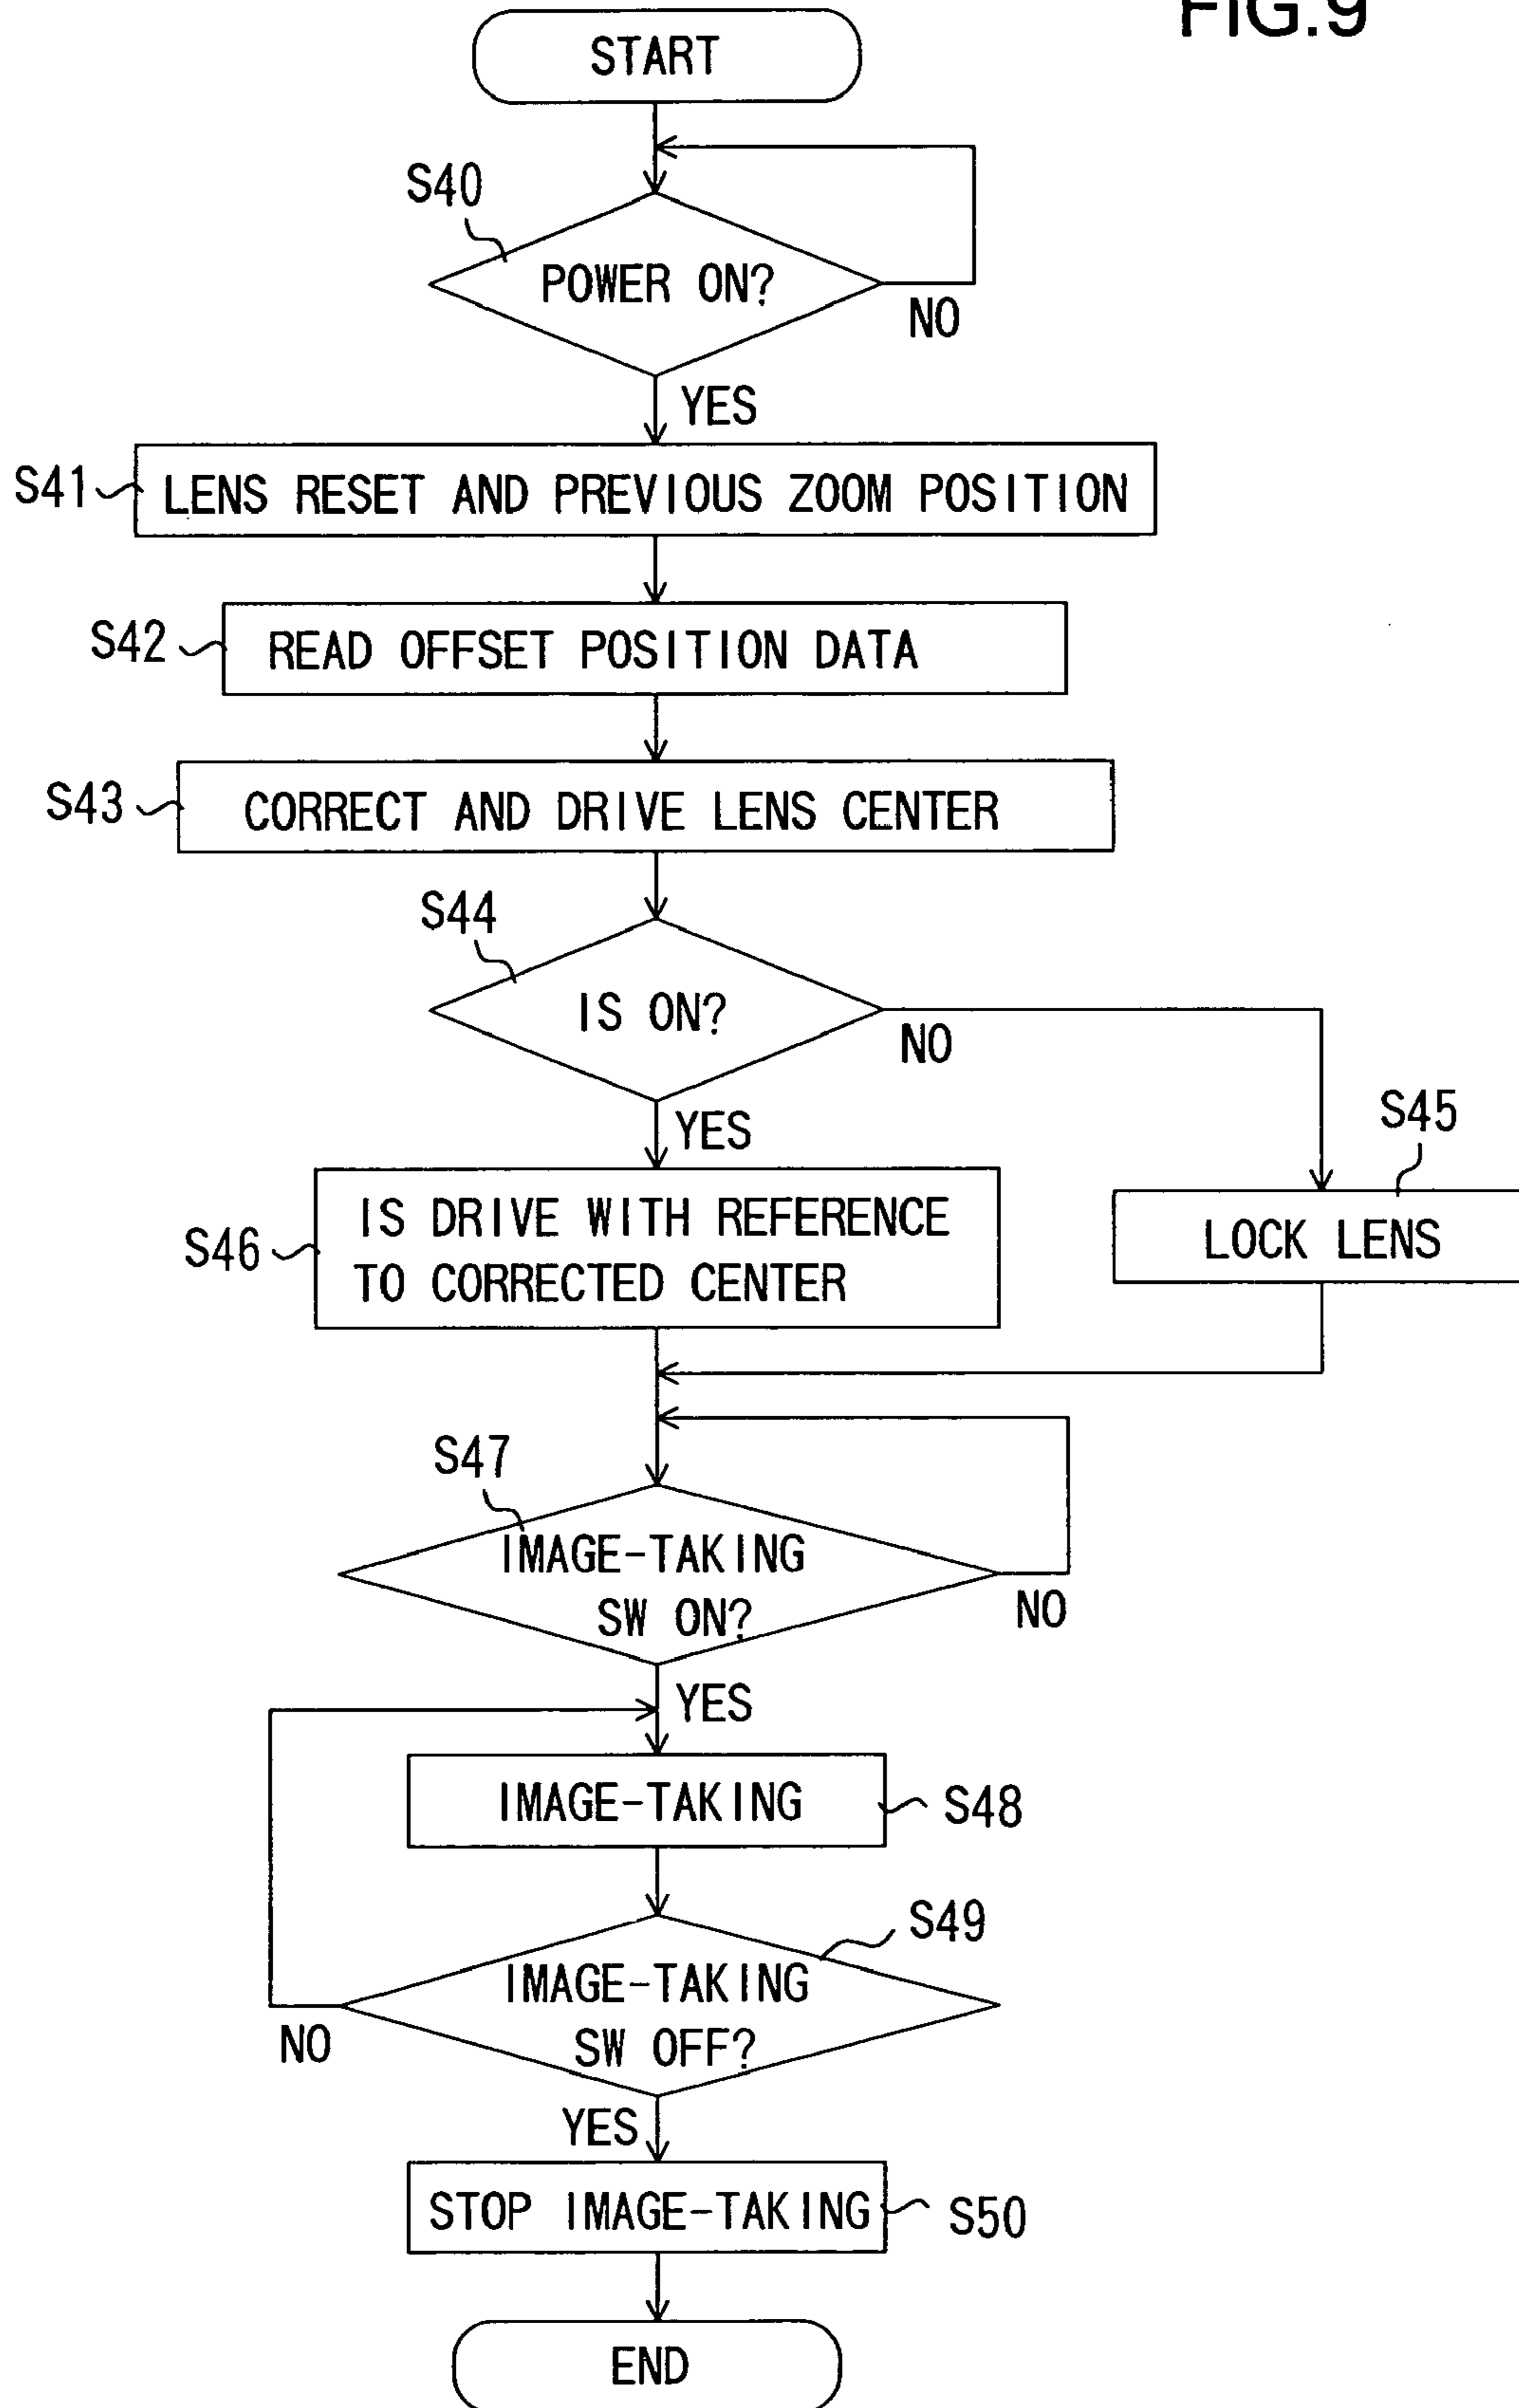 FIG.9
START
S40
POWER ON?
NO
YES
S41
LENS RESET AND PREVIOUS ZOOM POSITION
S42
READ OFFSET POSITION DATA
S43
CORRECT AND DRIVE LENS CENTER
S44
IS ON?
NO
YES
S45
LOCK LENS
S46
IS DRIVE WITH REFERENCE
TO CORRECTED CENTER
S47
IMAGE-TAKING
SW ON?
NO
YES
IMAGE-TAKING
S48
S49
IMAGE-TAKING
SW OFF?
NO
YES
STOP IMAGE-TAKING
S50
END